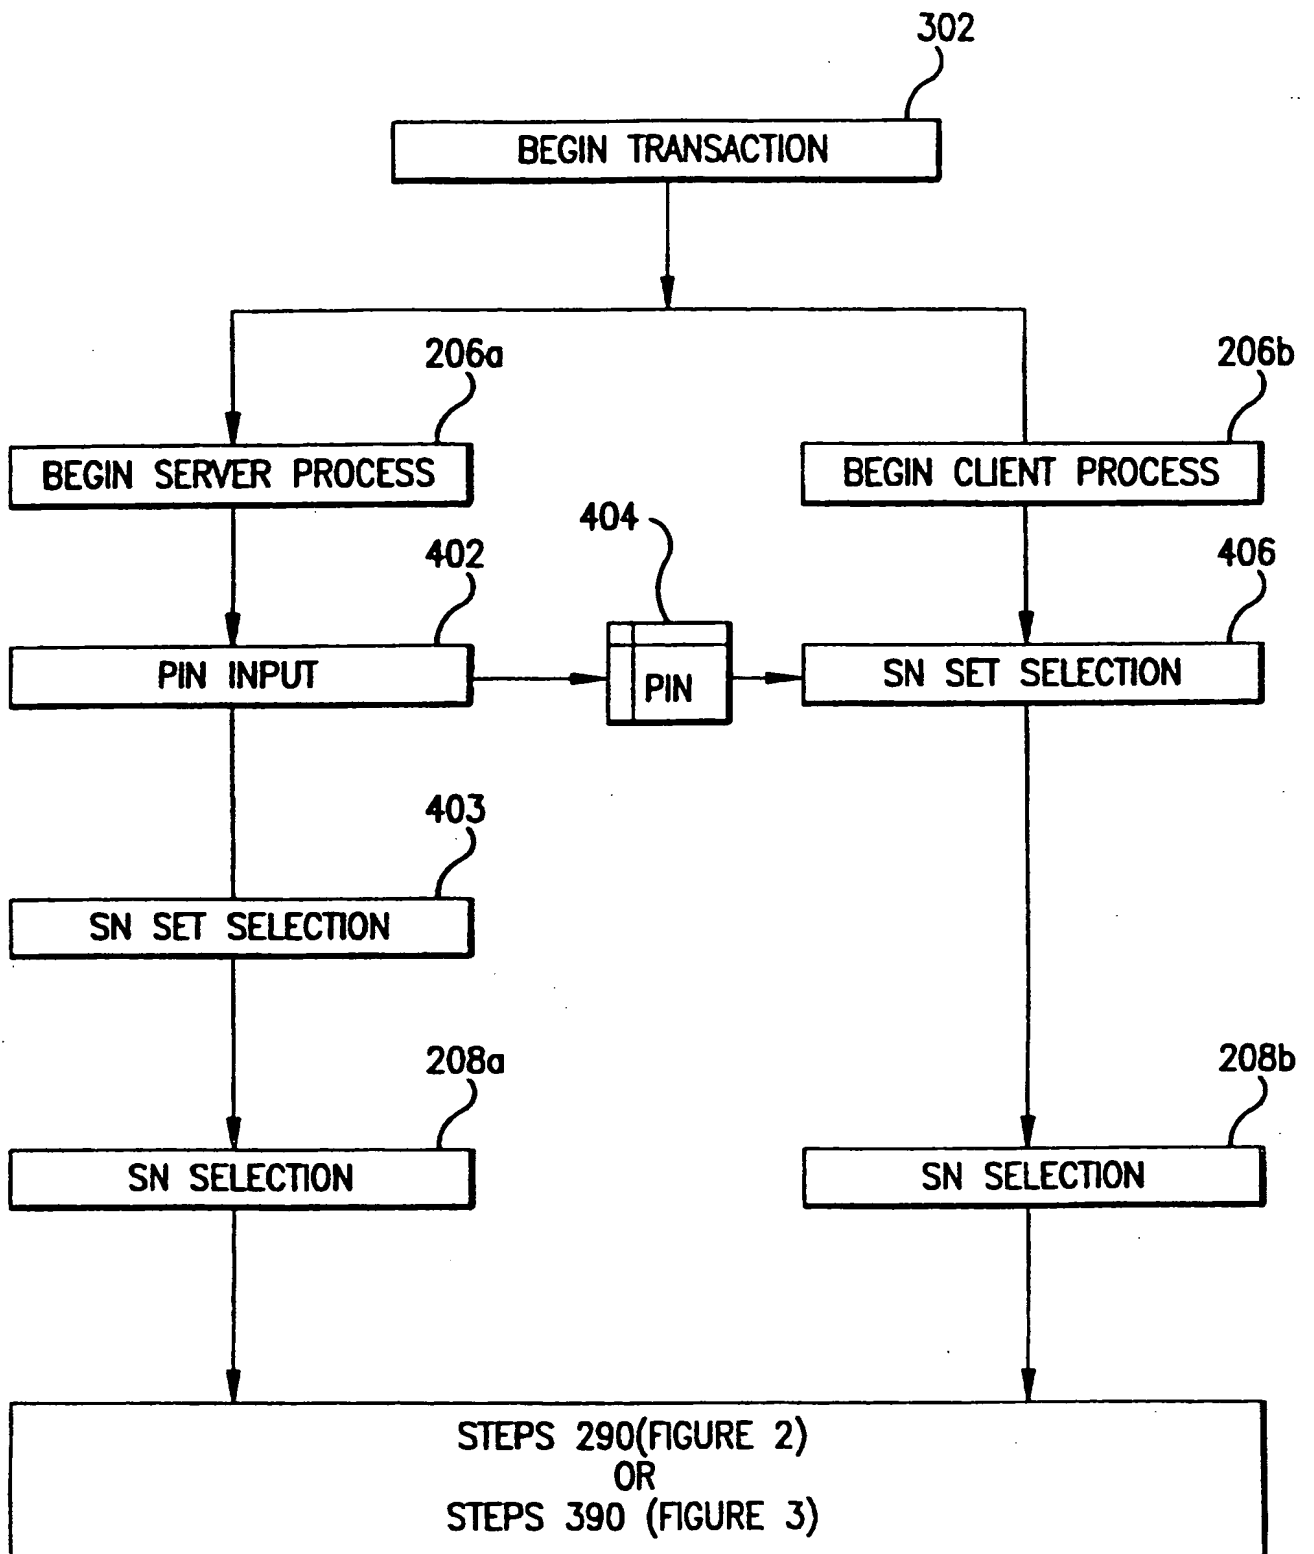 302
BEGIN TRANSACTION
206a
206b
BEGIN SERVER PROCESS
BEGIN CLIENT PROCESS
404
402
406
PIN INPUT
PIN
SN SET SELECTION
403
SN SET SELECTION
208a
208b
SN SELECTION
SN SELECTION
STEPS 290(FIGURE 2)
OR
STEPS 390 (FIGURE 3)